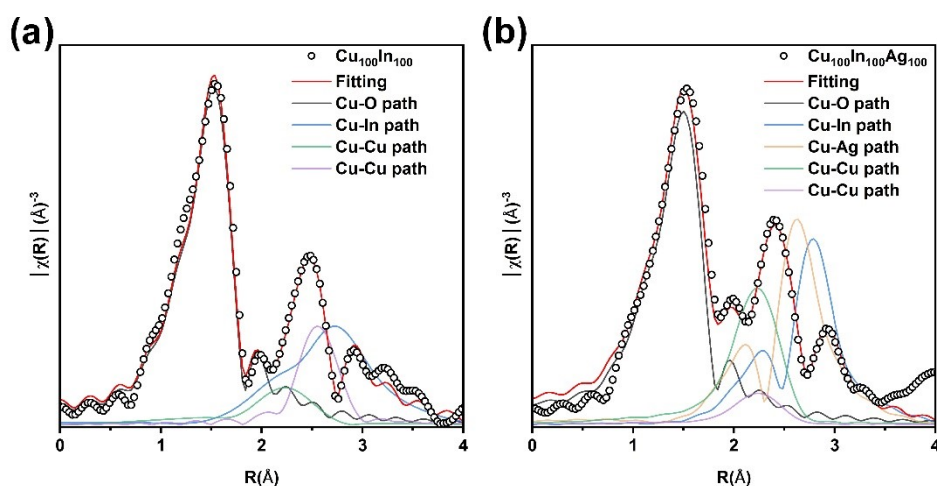 (a)
Cu100In100
Fitting
Cu-O path
Cu-In path
Cu-Cu path
Cu-Cu path
| χ(R) | (Å)-3
0 1 2 3 4
R(Å)
(b)
Cu100In100Ag100
Fitting
Cu-O path
Cu-In path
Cu-Ag path
Cu-Cu path
Cu-Cu path
| χ(R) | (Å)-3
0 1 2 3 4
R(Å)